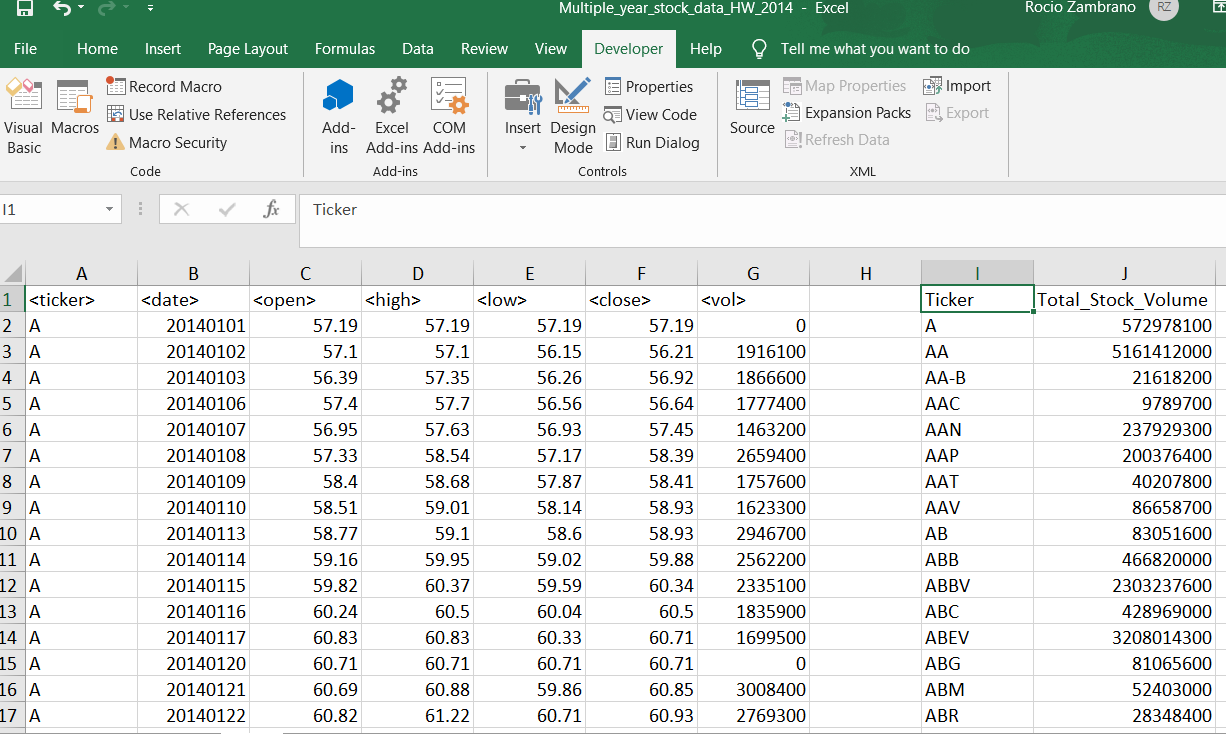 Multiple_year_stock_data_HW_2014 - Excel Rocio Zambrano RZ
File Home Insert Page Layout Formulas Data Review View Developer Help Tell me what you want to do
Visual Basic
Macros
Record Macro
Use Relative References
Macro Security
Code
Add-ins
Excel Add-ins
COM Add-ins
Add-ins
Insert
Design Mode
Properties
View Code
Run Dialog
Controls
Source
Map Properties
Expansion Packs
Refresh Data
Import
Export
XML
I1 fx Ticker
A B C D E F G H I J
1 <ticker> <date> <open> <high> <low> <close> <vol> Ticker Total_Stock_Volume
2 A 20140101 57.19 57.19 57.19 57.19 0 A 572978100
3 A 20140102 57.1 57.1 56.15 56.21 1916100 AA 5161412000
4 A 20140103 56.39 57.35 56.26 56.92 1866600 AA-B 21618200
5 A 20140106 57.4 57.7 56.56 56.64 1777400 AAC 9789700
6 A 20140107 56.95 57.63 56.93 57.45 1463200 AAN 237929300
7 A 20140108 57.33 58.54 57.17 58.39 2659400 AAP 200376400
8 A 20140109 58.4 58.68 57.87 58.41 1757600 AAT 40207800
9 A 20140110 58.51 59.01 58.14 58.93 1623300 AAV 86658700
10 A 20140113 58.77 59.1 58.6 58.93 2946700 AB 83051600
11 A 20140114 59.16 59.95 59.02 59.88 2562200 ABB 466820000
12 A 20140115 59.82 60.37 59.59 60.34 2335100 ABBV 2303237600
13 A 20140116 60.24 60.5 60.04 60.5 1835900 ABC 428969000
14 A 20140117 60.83 60.83 60.33 60.71 1699500 ABEV 3208014300
15 A 20140120 60.71 60.71 60.71 60.71 0 ABG 81065600
16 A 20140121 60.69 60.88 59.86 60.85 3008400 ABM 52403000
17 A 20140122 60.82 61.22 60.71 60.93 2769300 ABR 28348400